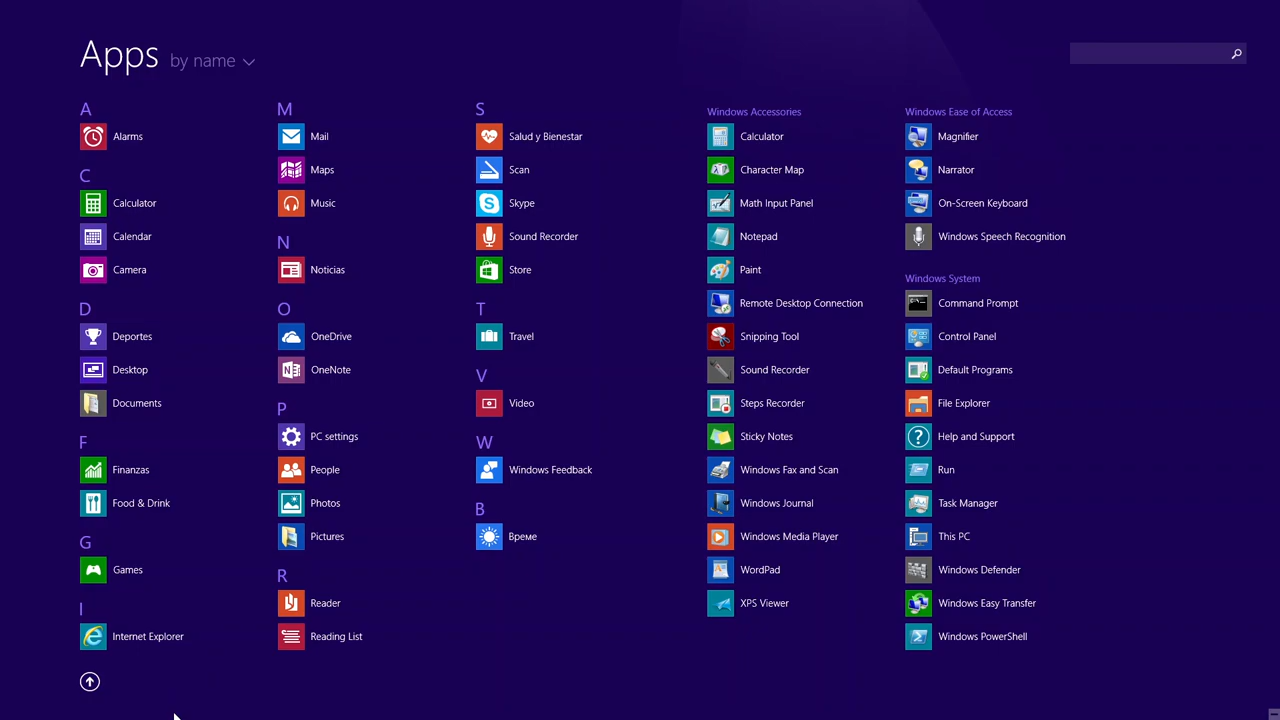 Apps by name
A
Alarms
C
Calculator
Calendar
Camera
D
Deportes
Desktop
Documents
F
Finanzas
Food & Drink
G
Games
I
Internet Explorer
M
Mail
Maps
Music
N
Noticias
O
OneDrive
OneNote
P
PC settings
People
Photos
Pictures
R
Reader
Reading List
S
Salud y Bienestar
Scan
Skype
Sound Recorder
Store
T
Travel
V
Video
W
Windows Feedback
В
Време
Windows Accessories
Calculator
Character Map
Math Input Panel
Notepad
Paint
Remote Desktop Connection
Snipping Tool
Sound Recorder
Steps Recorder
Sticky Notes
Windows Fax and Scan
Windows Journal
Windows Media Player
WordPad
XPS Viewer
Windows Ease of Access
Magnifier
Narrator
On-Screen Keyboard
Windows Speech Recognition
Windows System
Command Prompt
Control Panel
Default Programs
File Explorer
Help and Support
Run
Task Manager
This PC
Windows Defender
Windows Easy Transfer
Windows PowerShell